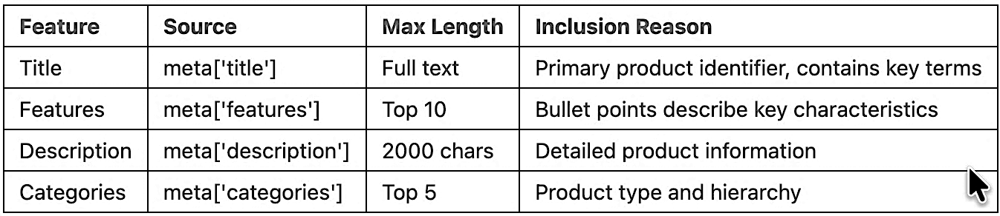 Feature Source Max Length Inclusion Reason
Title meta['title'] Full text Primary product identifier, contains key terms
Features meta['features'] Top 10 Bullet points describe key characteristics
Description meta['description'] 2000 chars Detailed product information
Categories meta['categories'] Top 5 Product type and hierarchy